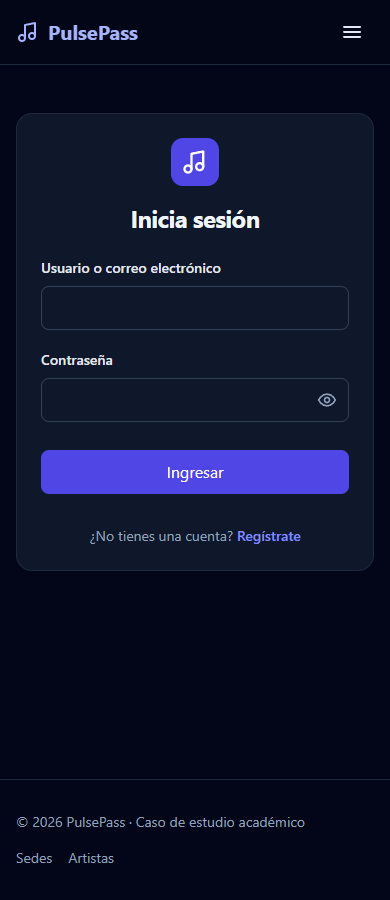 PulsePass
Inicia sesión
Usuario o correo electrónico
Contraseña
Ingresar
¿No tienes una cuenta? Regístrate
© 2026 PulsePass · Caso de estudio académico
Sedes Artistas